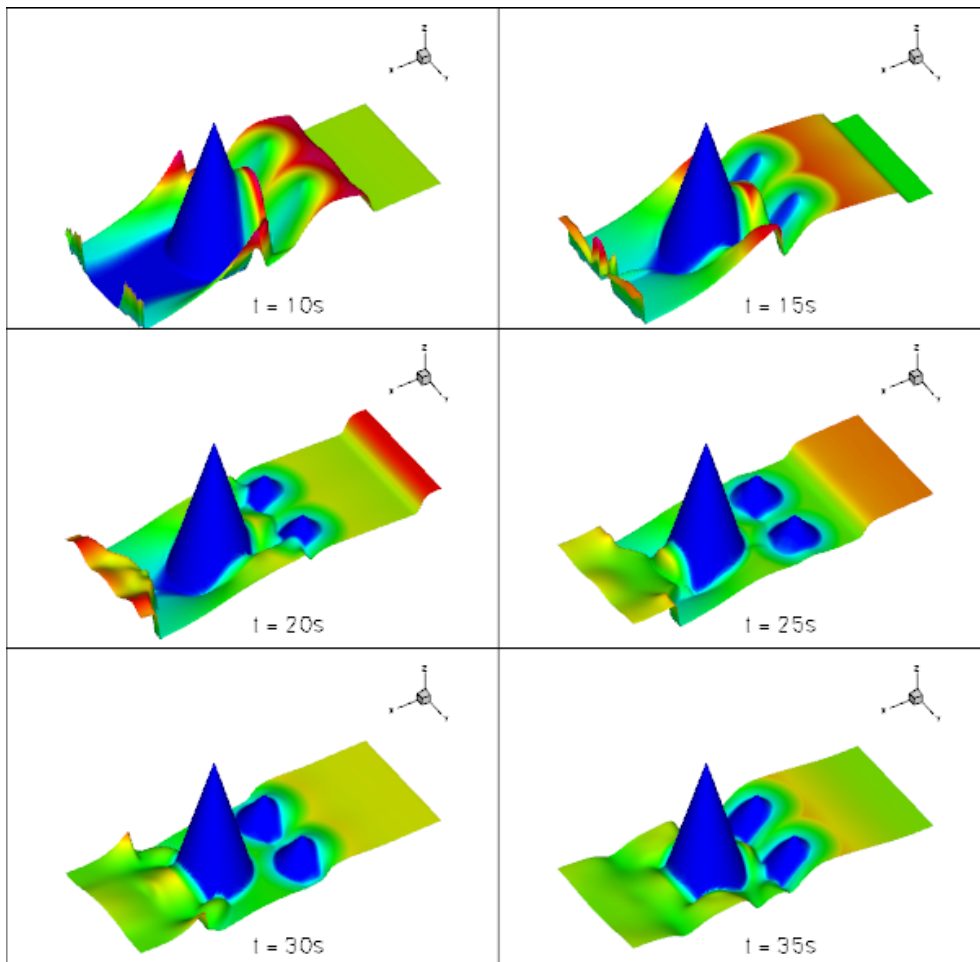 z
x
y
t = 10s
z
x
y
t = 15s
z
x
y
t = 20s
z
x
y
t = 25s
z
x
y
t = 30s
z
x
y
t = 35s